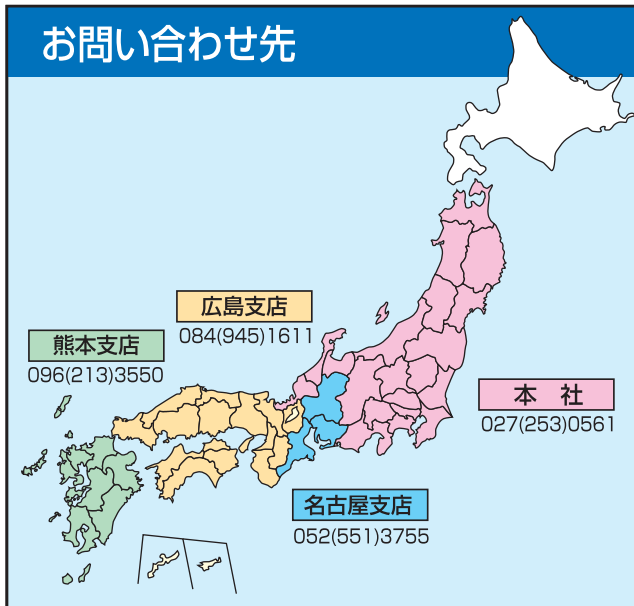 お問い合わせ先
広島支店
084(945)1611
熊本支店
096(213)3550
本　社
027(253)0561
名古屋支店
052(551)3755